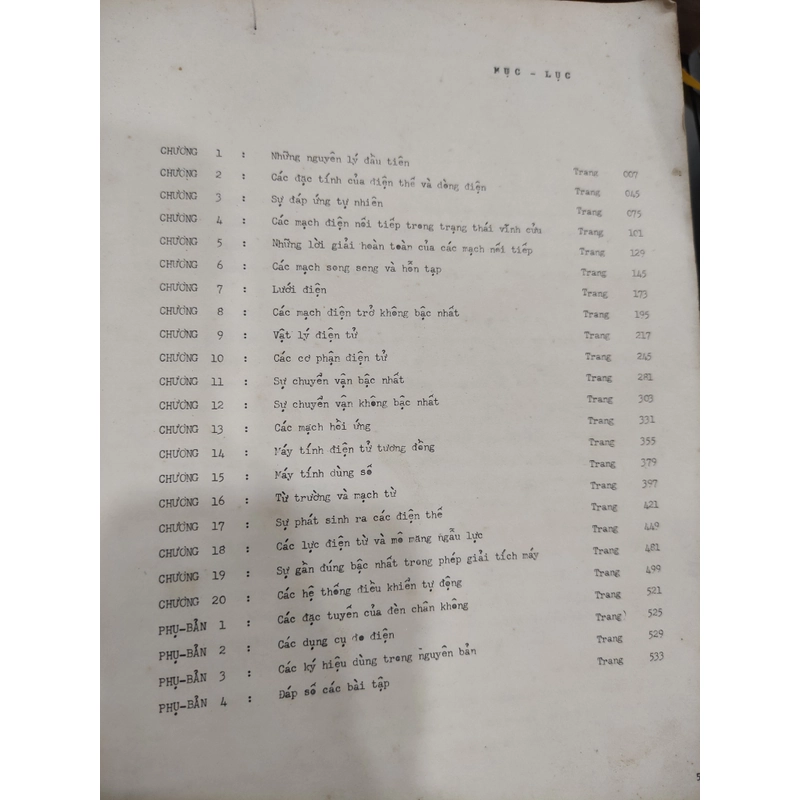 MỤC - LỤC
CHƯƠNG 1 : Những nguyên lý đầu tiên Trang 007
CHƯƠNG 2 : Các đặc tính của điện thế và dòng điện Trang 045
CHƯƠNG 3 : Sự đáp ứng tự nhiên Trang 075
CHƯƠNG 4 : Các mạch điện nối tiếp trong trạng thái vĩnh cửu Trang 101
CHƯƠNG 5 : Những lời giải hoàn toàn của các mạch nối tiếp Trang 129
CHƯƠNG 6 : Các mạch song song và hỗn tạp Trang 145
CHƯƠNG 7 : Lưới điện Trang 173
CHƯƠNG 8 : Các mạch điện trở không bậc nhất Trang 195
CHƯƠNG 9 : Vật lý điện tử Trang 217
CHƯƠNG 10 : Các cơ phận điện tử Trang 245
CHƯƠNG 11 : Sự chuyển vận bậc nhất Trang 281
CHƯƠNG 12 : Sự chuyển vận không bậc nhất Trang 303
CHƯƠNG 13 : Các mạch hồi ứng Trang 331
CHƯƠNG 14 : Máy tính điện tử tương đồng Trang 355
CHƯƠNG 15 : Máy tính dùng số Trang 379
CHƯƠNG 16 : Từ trường và mạch từ Trang 397
CHƯƠNG 17 : Sự phát sinh ra các điện thế Trang 421
CHƯƠNG 18 : Các lực điện từ và mô măng ngẫu lực Trang 449
CHƯƠNG 19 : Sự gần đúng bậc nhất trong phép giải tích máy Trang 481
CHƯƠNG 20 : Các hệ thống điều khiển tự động Trang 499
PHỤ-BẢN 1 : Các đặc tuyến của đèn chân không Trang 521
PHỤ-BẢN 2 : Các dụng cụ đo điện Trang 525
PHỤ-BẢN 3 : Các ký hiệu dùng trong nguyên bản Trang 529
PHỤ-BẢN 4 : Đáp số các bài tập Trang 533
5